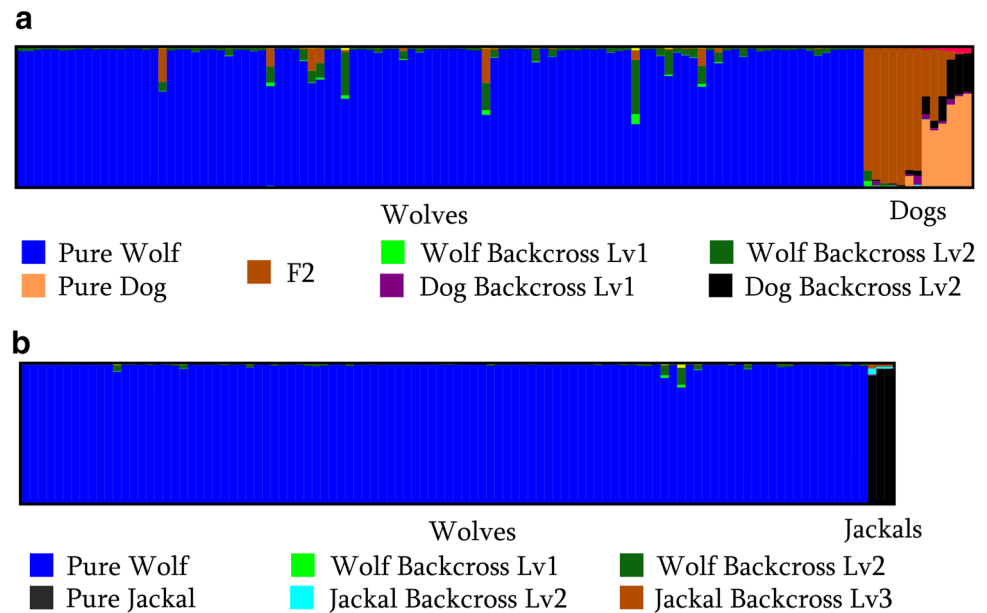 a
Wolves Dogs
Pure Wolf F2 Wolf Backcross Lv1 Wolf Backcross Lv2
Pure Dog Dog Backcross Lv1 Dog Backcross Lv2
b
Wolves Jackals
Pure Wolf Wolf Backcross Lv1 Wolf Backcross Lv2
Pure Jackal Jackal Backcross Lv2 Jackal Backcross Lv3